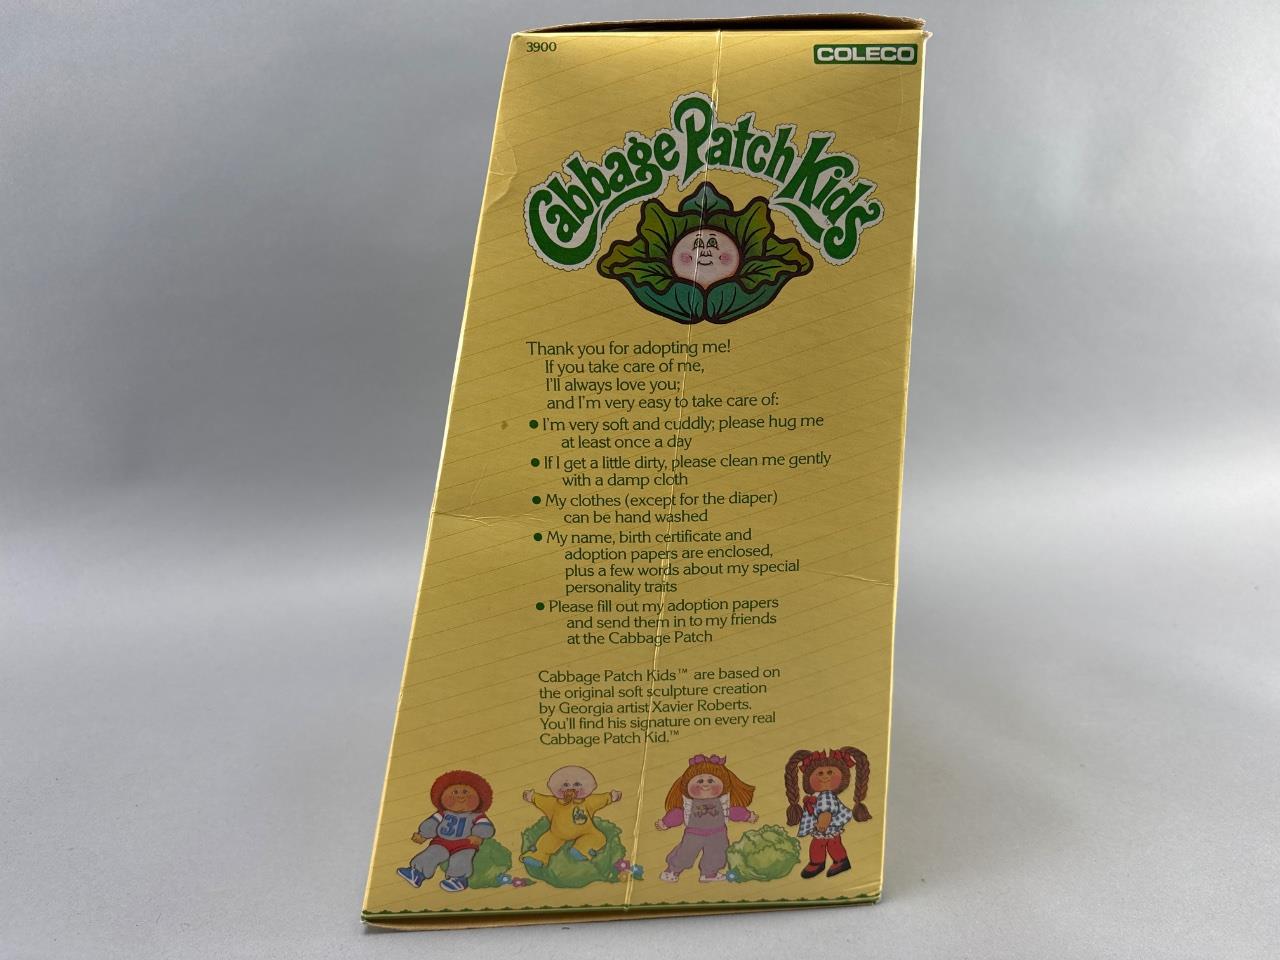 3900
COLECO
Cabbage Patch Kids
Thank you for adopting me!
If you take care of me,
I'll always love you;
and I'm very easy to take care of:
● I'm very soft and cuddly; please hug me
at least once a day
● If I get a little dirty, please clean me gently
with a damp cloth
● My clothes (except for the diaper)
can be hand washed
● My name, birth certificate and
adoption papers are enclosed,
plus a few words about my special
personality traits
● Please fill out my adoption papers
and send them in to my friends
at the Cabbage Patch
Cabbage Patch Kids™ are based on
the original soft sculpture creation
by Georgia artist Xavier Roberts.
You'll find his signature on every real
Cabbage Patch Kid.™
31